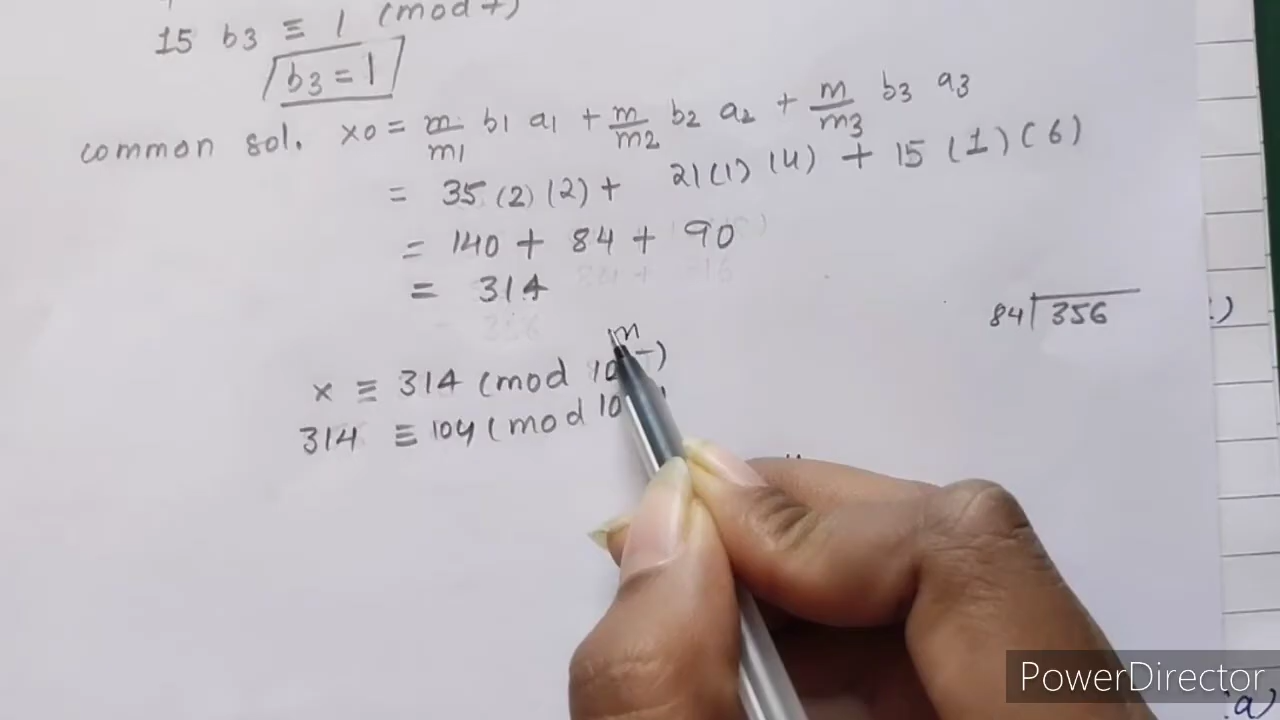 15 b3 ≡ 1 (mod 7)
b3 = 1
common sol. x0 = m/m1 b1 a1 + m/m2 b2 a2 + m/m3 b3 a3
= 35 (2) (2) + 21 (1) (4) + 15 (1) (6)
= 140 + 84 + 90
= 314
84 356
m
x ≡ 314 (mod 10
314 ≡ 104 (mod 10
PowerDirector